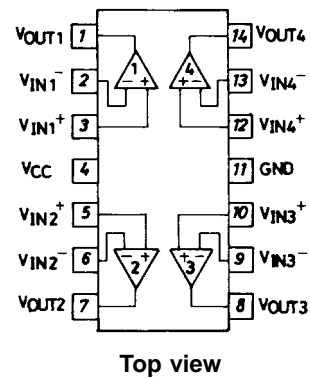 VOUT1 1 14 VOUT4
1 4
VIN1- 2 - + + - 13 VIN4-
VIN1+ 3 12 VIN4+
VCC 4 11 GND
VIN2+ 5 10 VIN3+
- + + -
VIN2- 6 2 3 9 VIN3-
VOUT2 7 8 VOUT3
Top view